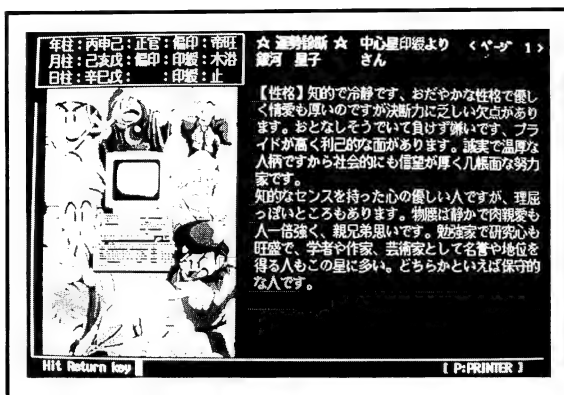 年柱：丙申己：正官：偏印：帝旺
月柱：己亥戊：偏印：印綬：木浴
日柱：辛巳戊：　　：印綬：止
☆ 運勢診断 ☆　中心星印綬より　＜ページ 1＞
銀河　星子　　さん
【性格】知的で冷静です、おだやかな性格で優し
く情愛も厚いのですが決断力に乏しい欠点があり
ます。おとなしそうでいて負けず嫌いです、プラ
イドが高く利己的な面があります。誠実で温厚な
人柄ですから社会的にも信望が厚く几帳面な努力
家です。
知的なセンスを持った心の優しい人ですが、理屈
っぽいところもあります。物腰は静かで肉親愛も
人一倍強く、親兄弟思いです。勉強家で研究心も
旺盛で、学者や作家、芸術家として名誉や地位を
得る人もこの星に多い。どちらかといえば保守的
な人です。
Hit Return key
[ P:PRINTER ]